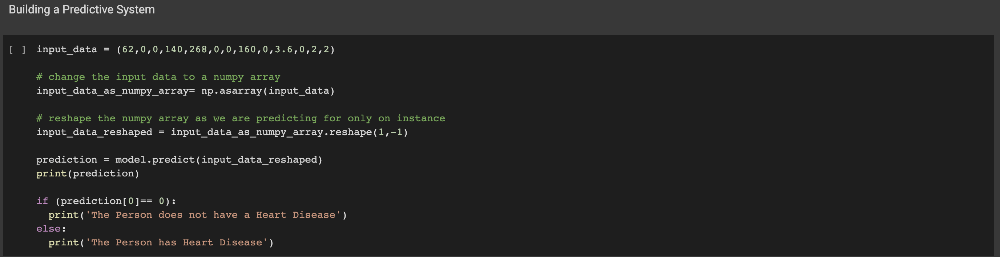 Building a Predictive System
[ ] input_data = (62,0,0,140,268,0,0,160,0,3.6,0,2,2)
# change the input data to a numpy array
input_data_as_numpy_array= np.asarray(input_data)
# reshape the numpy array as we are predicting for only on instance
input_data_reshaped = input_data_as_numpy_array.reshape(1,-1)
prediction = model.predict(input_data_reshaped)
print(prediction)
if (prediction[0]== 0):
  print('The Person does not have a Heart Disease')
else:
  print('The Person has Heart Disease')